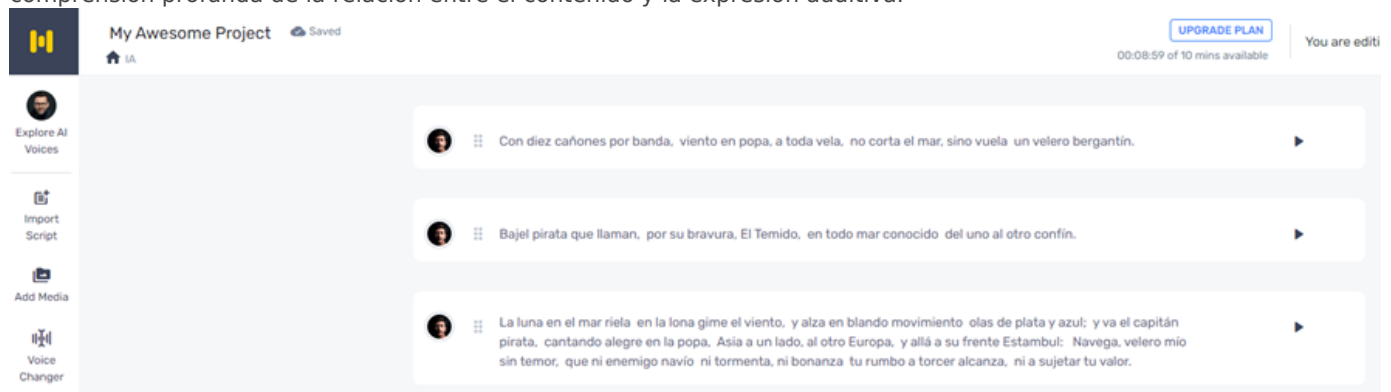 comprensión profunda de la relación entre el contenido y la expresión auditiva.
My Awesome Project Saved
UPGRADE PLAN
IA
00:08:59 of 10 mins available
You are editi
Explore AI
Voices
Con diez cañones por banda, viento en popa, a toda vela, no corta el mar, sino vuela un velero bergantín.
Import
Script
Bajel pirata que llaman, por su bravura, El Temido, en todo mar conocido del uno al otro confín.
Add Media
La luna en el mar riela en la lona gime el viento, y alza en blando movimiento olas de plata y azul; y va el capitán
pirata, cantando alegre en la popa, Asia a un lado, al otro Europa, y allá a su frente Estambul: Navega, velero mío
sin temor, que ni enemigo navío ni tormenta, ni bonanza tu rumbo a torcer alcanza, ni a sujetar tu valor.
Voice
Changer